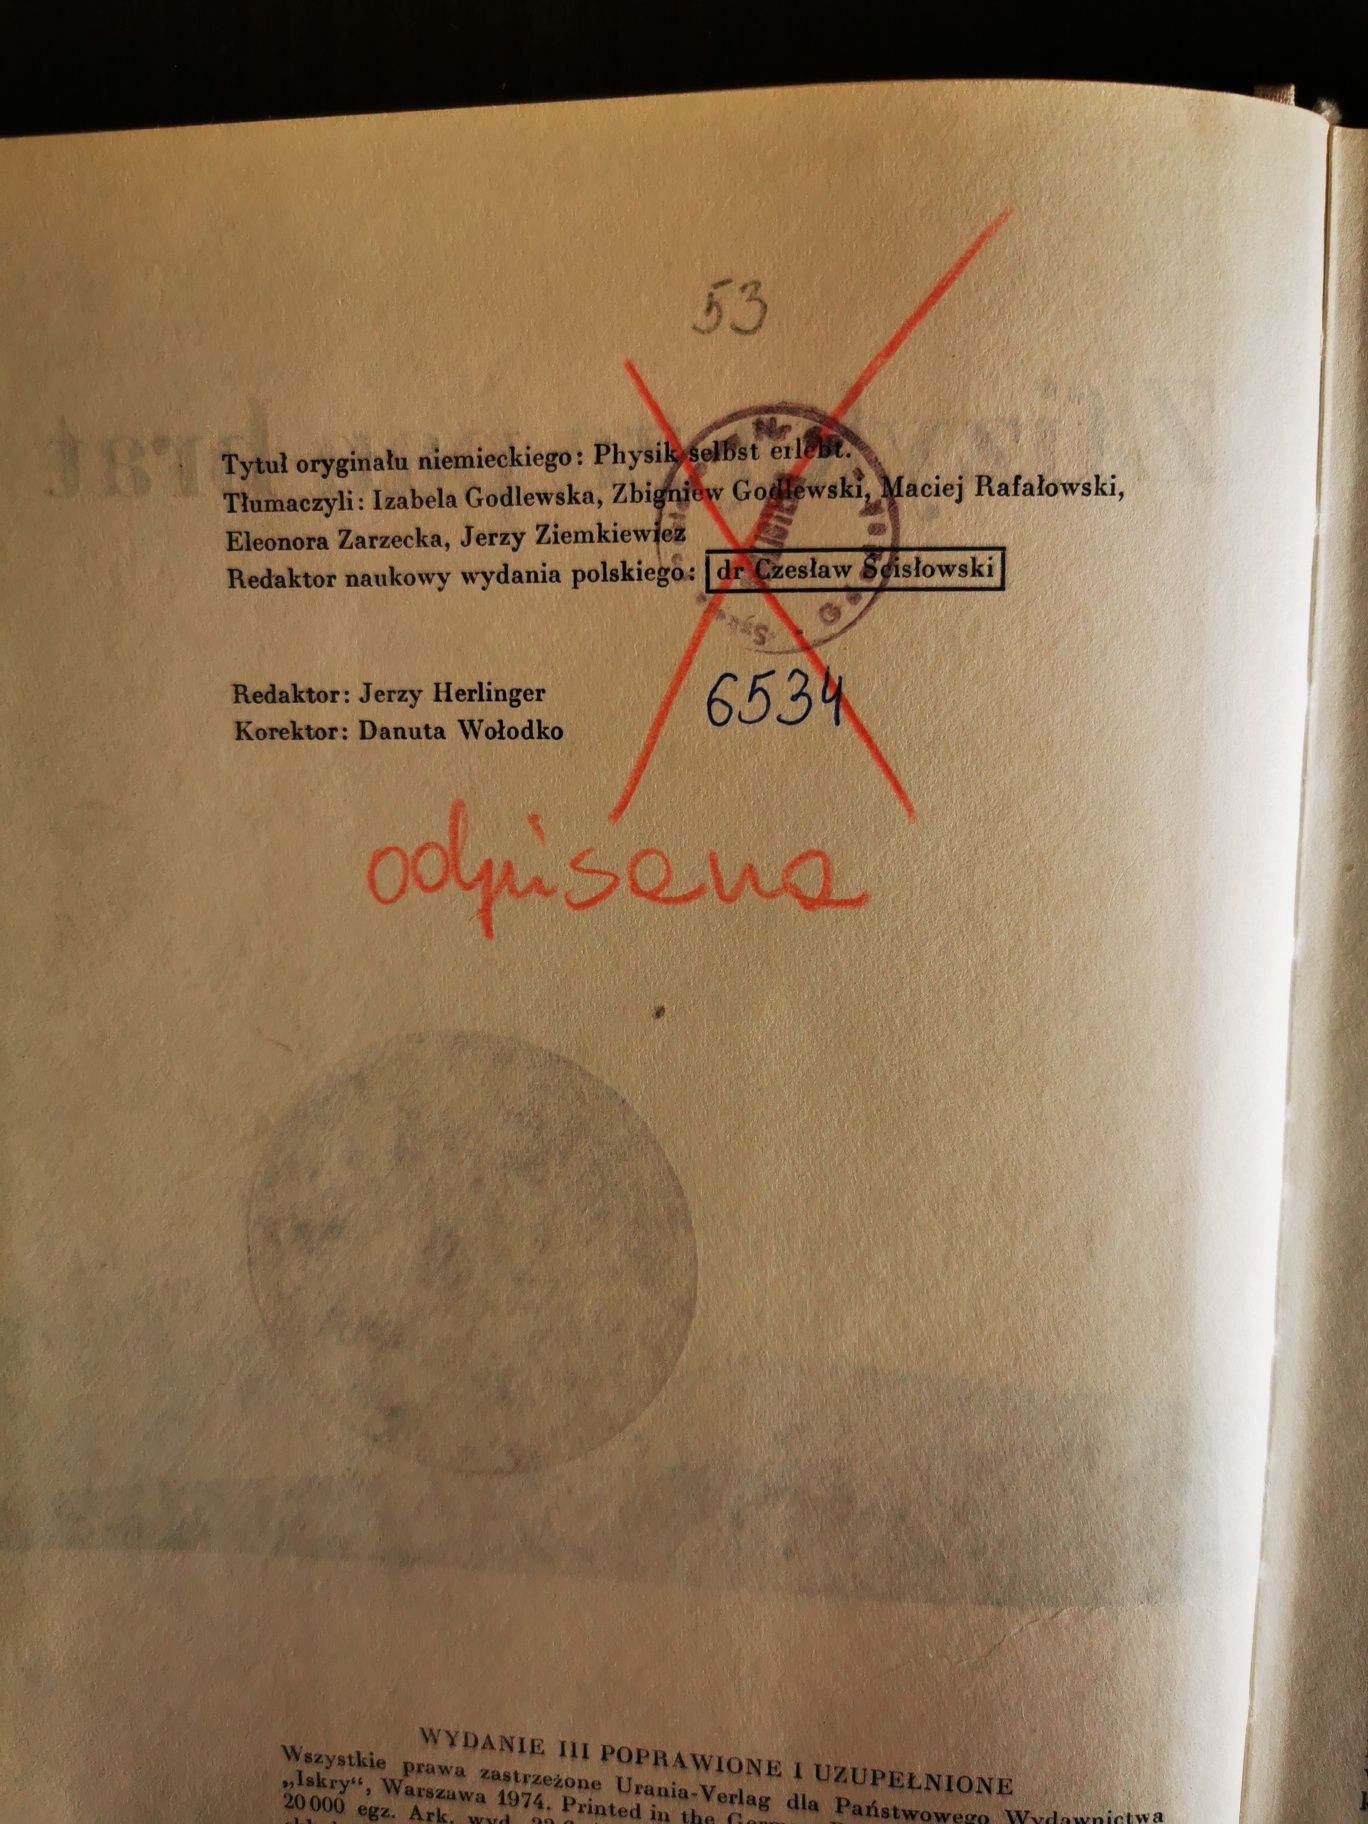 53
Tytuł oryginału niemieckiego: Physik selbst erlebt.
Tłumaczyli: Izabela Godlewska, Zbigniew Godlewski, Maciej Rafałowski,
Eleonora Zarzecka, Jerzy Ziemkiewicz
Redaktor naukowy wydania polskiego: dr Czesław Ścisłowski
Redaktor: Jerzy Herlinger
Korektor: Danuta Wołodko
6534
odpisana
WYDANIE III POPRAWIONE I UZUPEŁNIONE
Wszystkie prawa zastrzeżone Urania-Verlag dla Państwowego Wydawnictwa
„Iskry“, Warszawa 1974. Printed in the
20 000 egz. Ark. wyd.